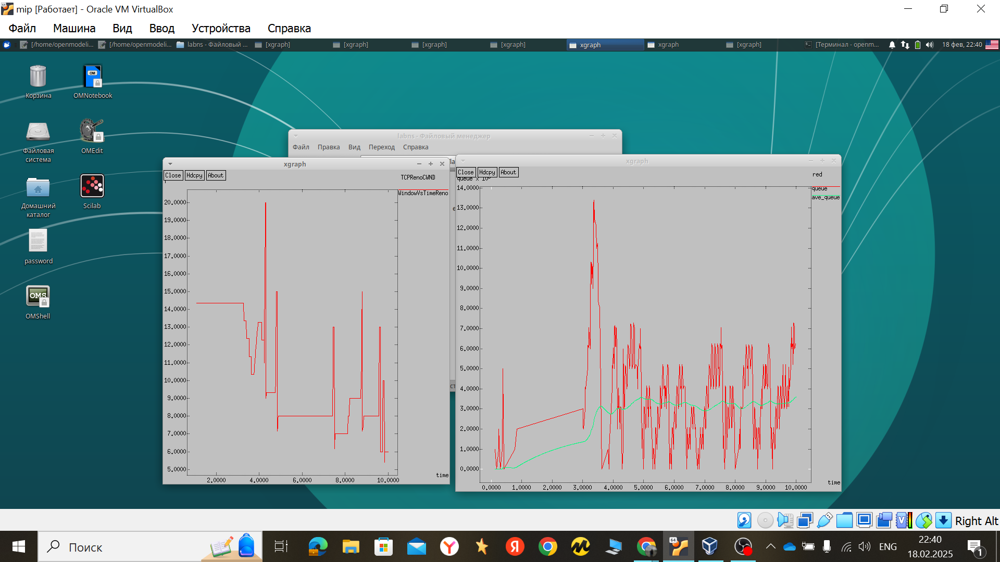 mip [Работает] - Oracle VM VirtualBox
Файл Машина Вид Ввод Устройства Справка
[/home/openmodeli... [/home/openmodeli... labns - Файловый ... [xgraph] [xgraph] [xgraph] [xgraph] xgraph xgraph [xgraph] [Терминал - openm... 18 фев, 22:40
Корзина
OMNotebook
Файловая
система
OMEdit
Домашний
каталог
Scilab
password
OMShell
OMS
OM
labns - Файловый менеджер
Файл Правка Вид Переход Справка
xgraph
Close Hdcpy About
TCPRenoCWND
WindowVsTimeReno
20.0000
19.0000
18.0000
17.0000
16.0000
15.0000
14.0000
13.0000
12.0000
11.0000
10.0000
9.0000
8.0000
7.0000
6.0000
5.0000
time
2.0000 4.0000 6.0000 8.0000 10.0000
xgraph
Close Hdcpy About
red
queue
ave_queue
14.0000
13.0000
12.0000
11.0000
10.0000
9.0000
8.0000
7.0000
6.0000
5.0000
4.0000
3.0000
2.0000
1.0000
0.0000
time
0.0000 1.0000 2.0000 3.0000 4.0000 5.0000 6.0000 7.0000 8.0000 9.0000 10.0000
Right Alt
Поиск
64
ENG
22:40
18.02.2025
1